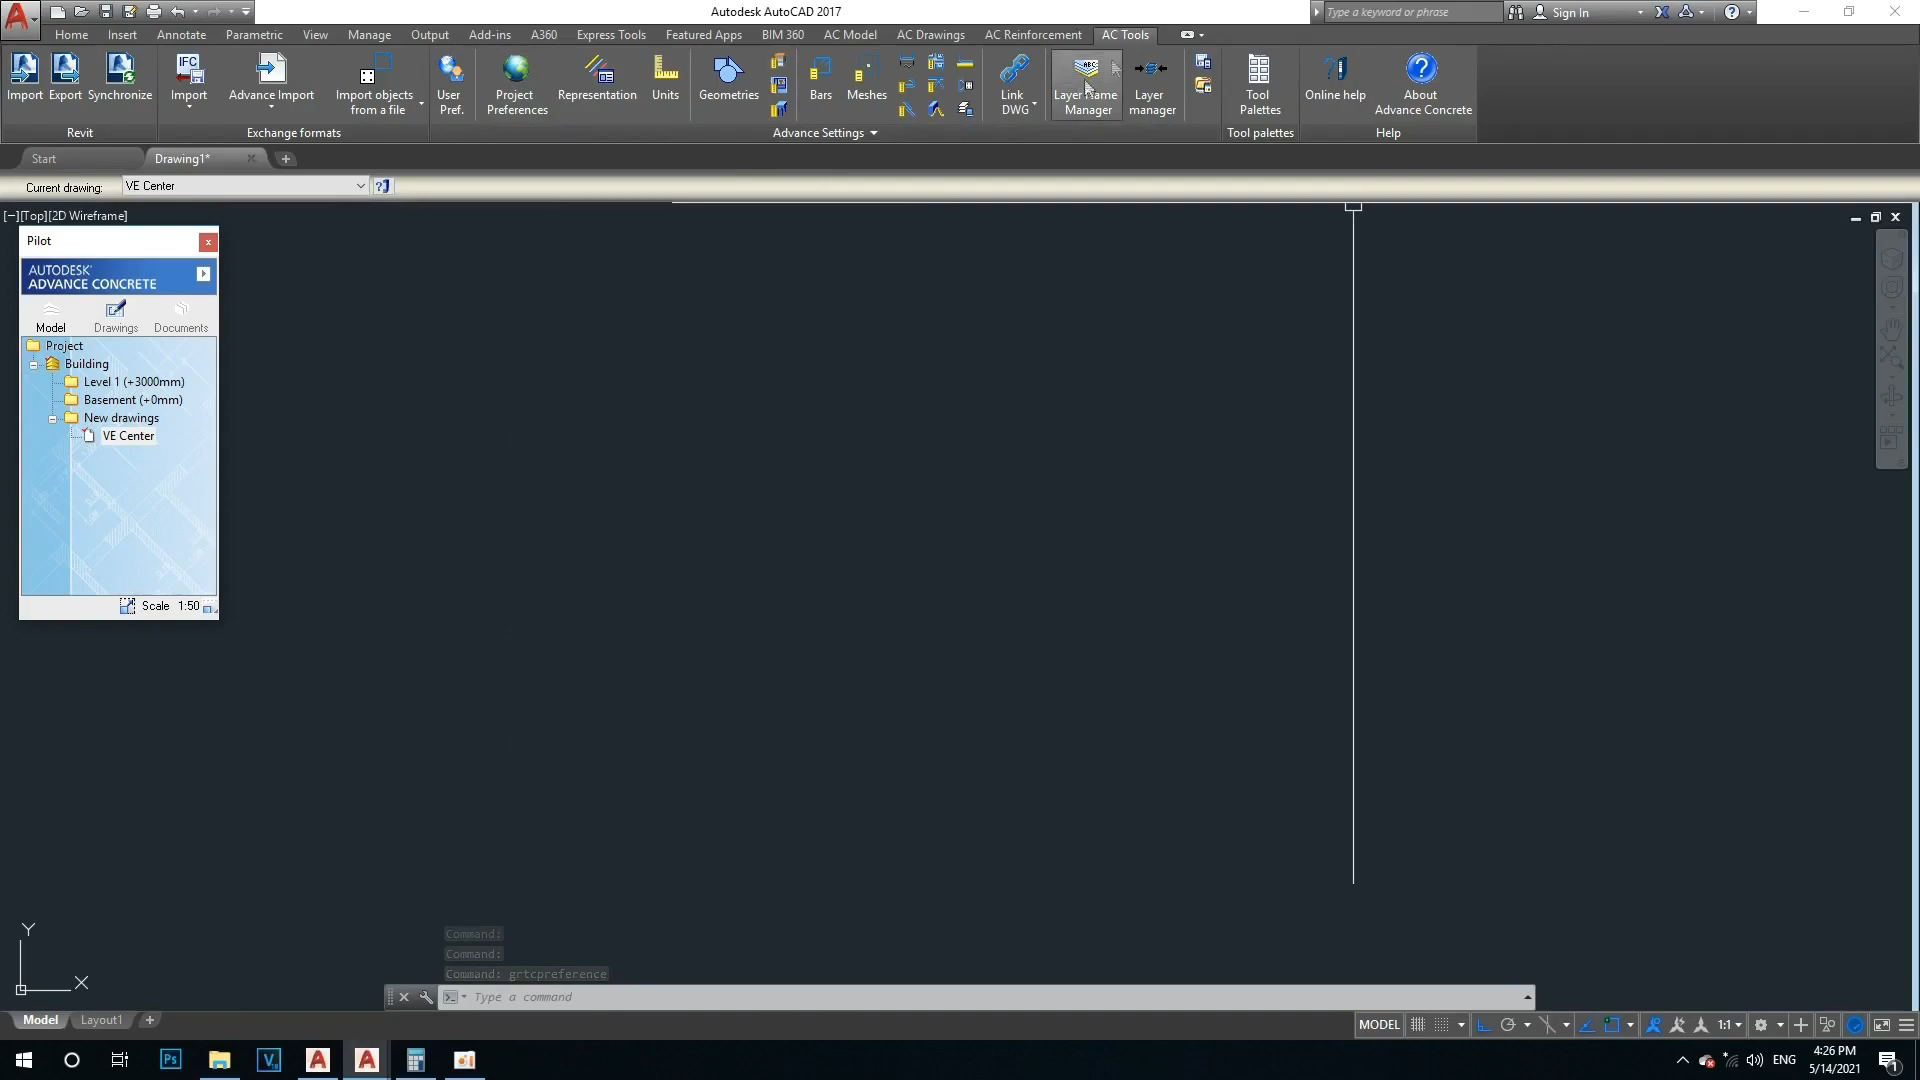 Autodesk AutoCAD 2017
Type a keyword or phrase
Sign In
Home
Insert
Annotate
Parametric
View
Manage
Output
Add-ins
A360
Express Tools
Featured Apps
BIM 360
AC Model
AC Drawings
AC Reinforcement
AC Tools
Import
Export
Synchronize
Revit
IFC
Import
Advance Import
Import objects
from a file
Exchange formats
User
Pref.
Project
Preferences
Representation
Units
Geometries
Bars
Meshes
Link
DWG
ABC
Layer name
Manager
Layer
manager
Advance Settings
Tool
Palettes
Tool palettes
Online help
About
Advance Concrete
Help
Start
Drawing1*
Current drawing:
VE Center
[−][Top][2D Wireframe]
Pilot
AUTODESK®
ADVANCE CONCRETE
Model
Drawings
Documents
Project
Building
Level 1 (+3000mm)
Basement (+0mm)
New drawings
VE Center
Scale 1:50
Y
X
Command:
Command:
Command: grtcpreference
Type a command
Model
Layout1
MODEL
1:1
Ps
A
A
ENG
4:26 PM
5/14/2021
1